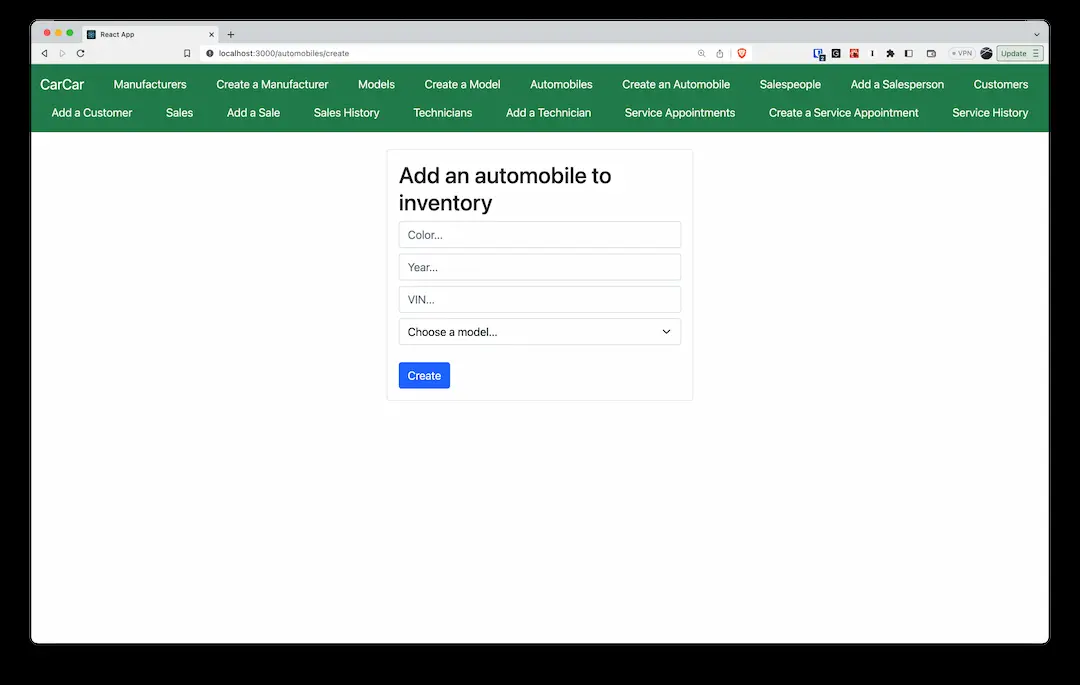 React App
localhost:3000/automobiles/create
VPN
Update
CarCar Manufacturers Create a Manufacturer Models Create a Model Automobiles Create an Automobile Salespeople Add a Salesperson Customers
Add a Customer Sales Add a Sale Sales History Technicians Add a Technician Service Appointments Create a Service Appointment Service History
Add an automobile to
inventory
Color...
Year...
VIN...
Choose a model...
Create